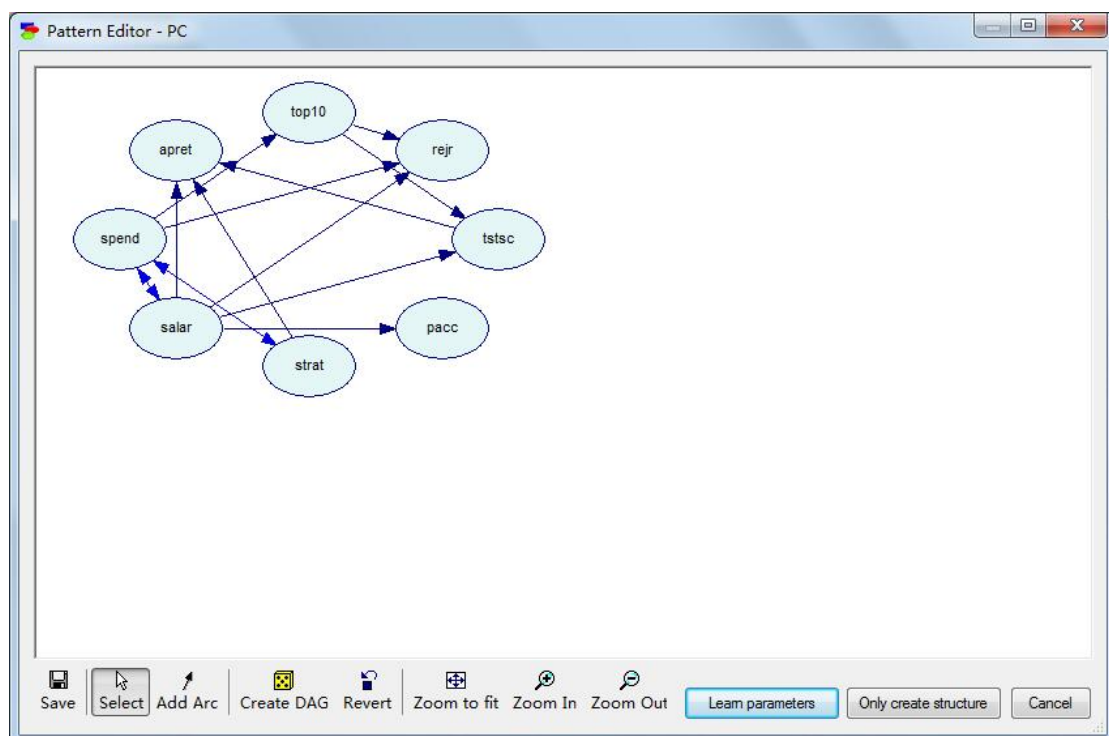 Pattern Editor - PC
top10
apret
rejr
spend
tstsc
salar
pacc
strat
Save
Select
Add Arc
Create DAG
Revert
Zoom to fit
Zoom In
Zoom Out
Learn parameters
Only create structure
Cancel